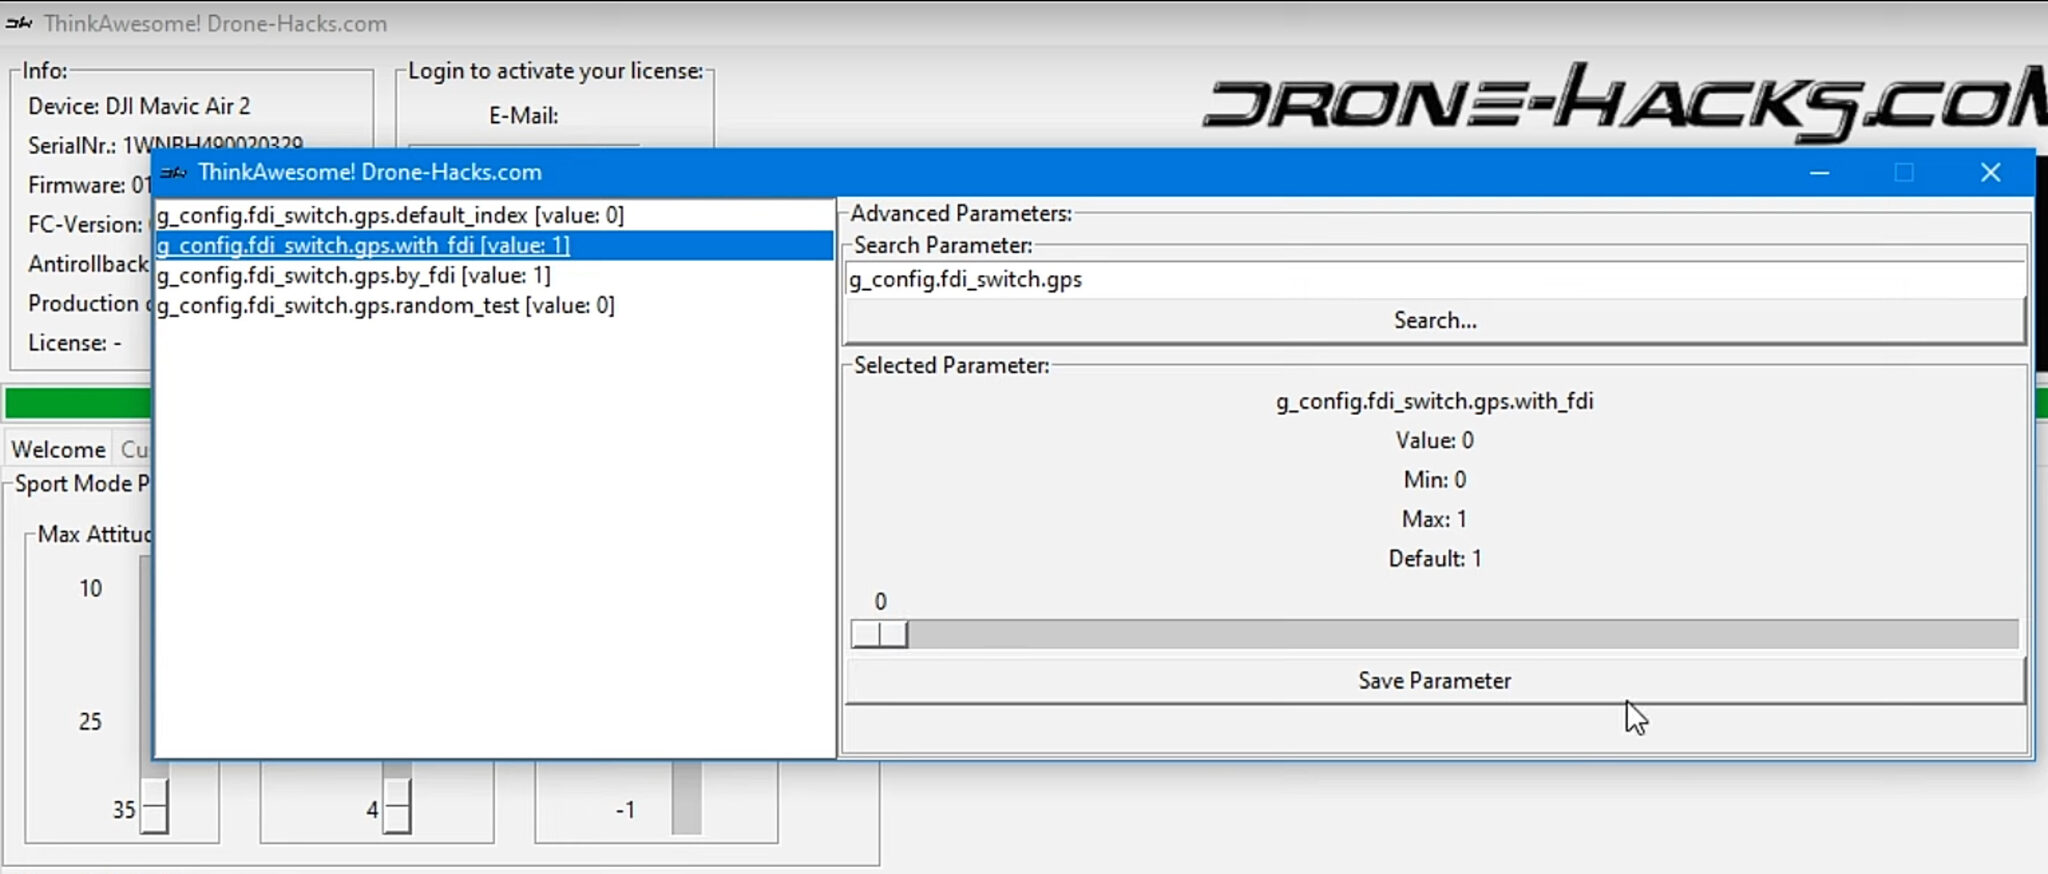 ThinkAwesome! Drone-Hacks.com
Info:
Device: DJI Mavic Air 2
SerialNr.: 1WNBH490020329
Firmware: 01
FC-Version:
Antirollback
Production
License: -
Login to activate your license:
E-Mail:
DRONE-HACKS.COM
ThinkAwesome! Drone-Hacks.com
g_config.fdi_switch.gps.default_index [value: 0]
g_config.fdi_switch.gps.with_fdi [value: 1]
g_config.fdi_switch.gps.by_fdi [value: 1]
g_config.fdi_switch.gps.random_test [value: 0]
Advanced Parameters:
Search Parameter:
g_config.fdi_switch.gps
Search...
Selected Parameter:
g_config.fdi_switch.gps.with_fdi
Value: 0
Min: 0
Max: 1
Default: 1
0
Save Parameter
Welcome
Sport Mode P
Max Attitud
10
25
35
4
-1